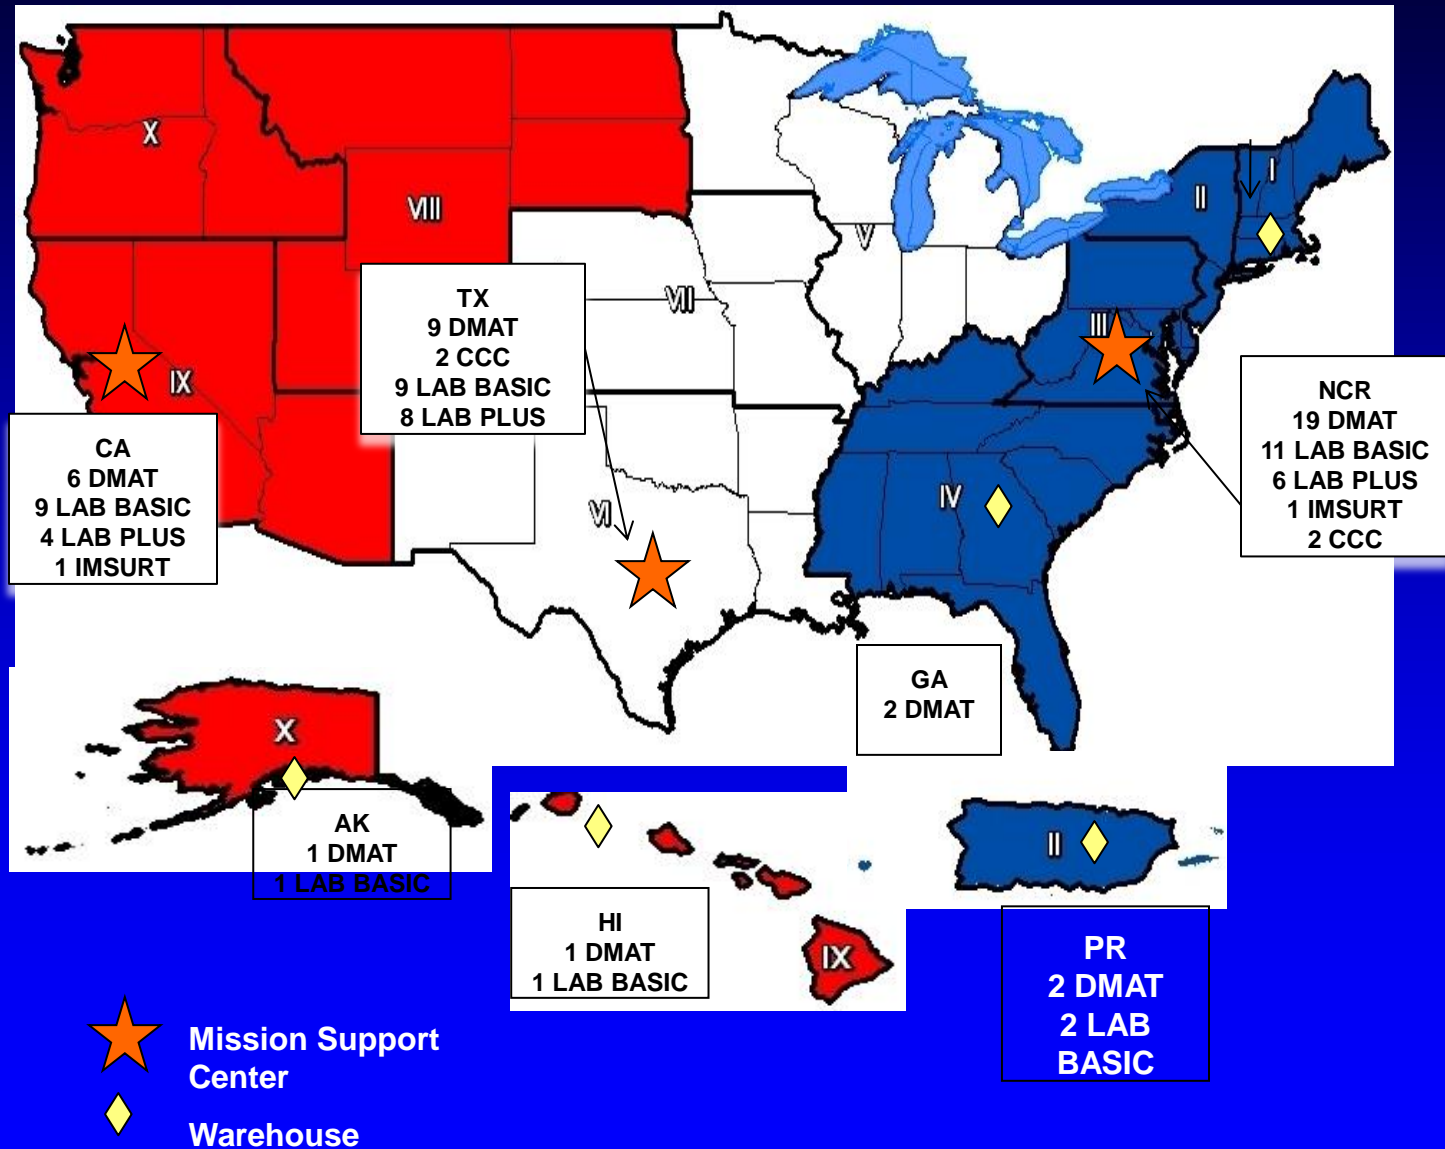 X
VIII
I
II
V
VII
III
IX
IV
VI
TX
9 DMAT
2 CCC
9 LAB BASIC
8 LAB PLUS
NCR
19 DMAT
11 LAB BASIC
6 LAB PLUS
1 IMSURT
2 CCC
CA
6 DMAT
9 LAB BASIC
4 LAB PLUS
1 IMSURT
GA
2 DMAT
X
AK
1 DMAT
1 LAB BASIC
HI
1 DMAT
1 LAB BASIC
IX
II
PR
2 DMAT
2 LAB
BASIC
Mission Support
Center
Warehouse